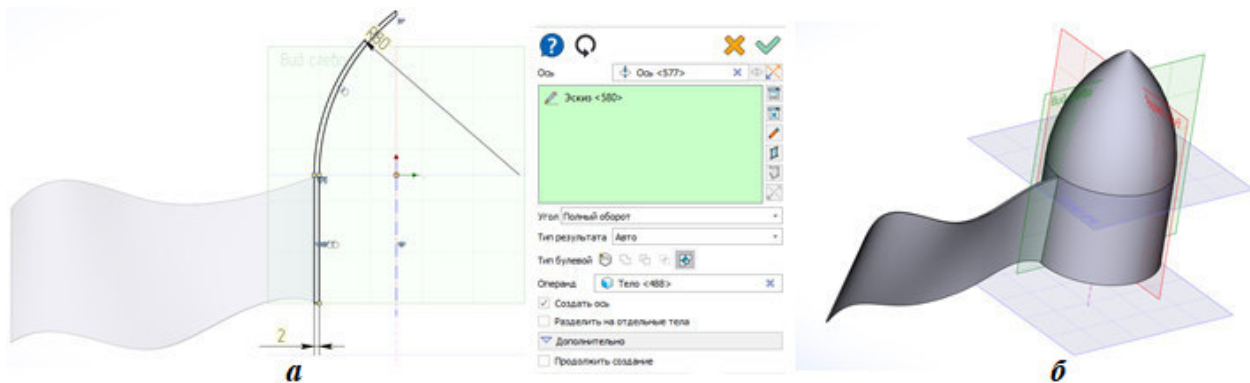 R80
Вид слева
2
а
?
Ось
Ось <577>
Эскиз <580>
Угол Полный оборот
Тип результата Авто
Тип булевой
Операнд
Тело <488>
Создать ось
Разделить на отдельные тела
Дополнительно
Продолжить создание
б